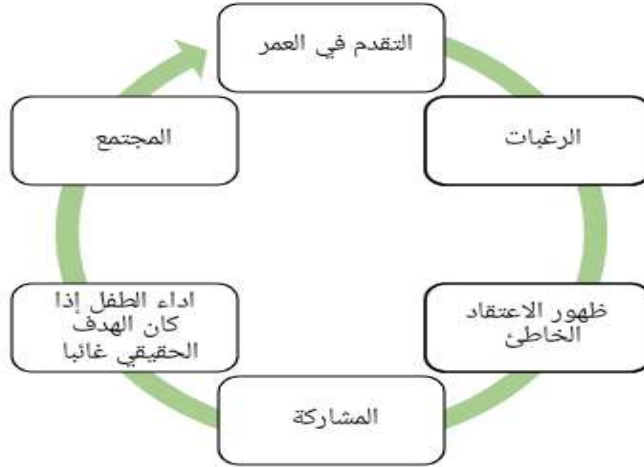 التقدم في العمر
الرغبات
ظهور الاعتقاد
الخاطئ
المشاركة
اداء الطفل إذا
كان الهدف
الحقيقي غائبا
المجتمع